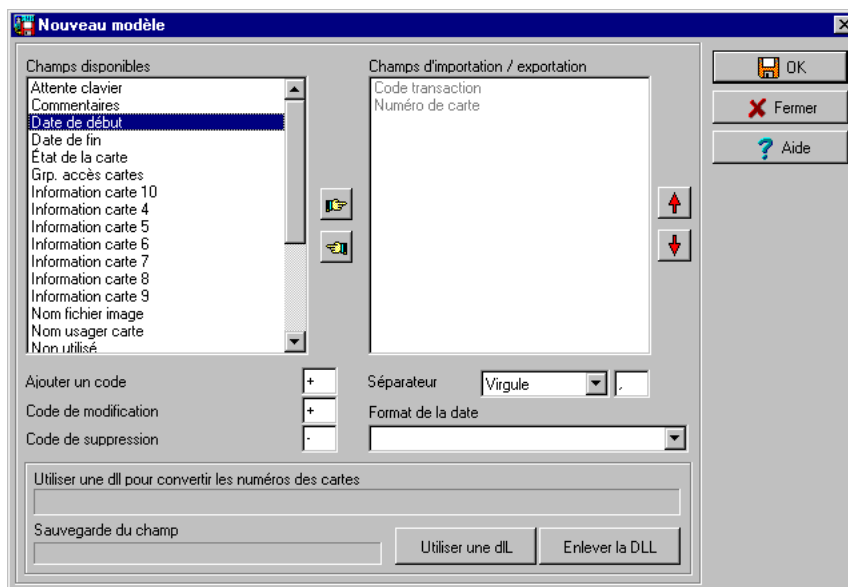 Nouveau modèle
Champs disponibles
Attente clavier
Commentaires
Date de début
Date de fin
État de la carte
Grp. accès cartes
Information carte 10
Information carte 4
Information carte 5
Information carte 6
Information carte 7
Information carte 8
Information carte 9
Nom fichier image
Nom usager carte
Non utilisé
Champs d'importation / exportation
Code transaction
Numéro de carte
OK
Fermer
Aide
Ajouter un code +
Code de modification +
Code de suppression -
Séparateur Virgule ,
Format de la date
Utiliser une dll pour convertir les numéros des cartes
Sauvegarde du champ
Utiliser une dlL
Enlever la DLL